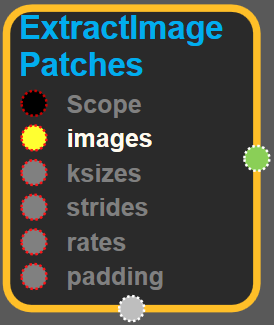 ExtractImage
Patches
Scope
images
ksizes
strides
rates
padding